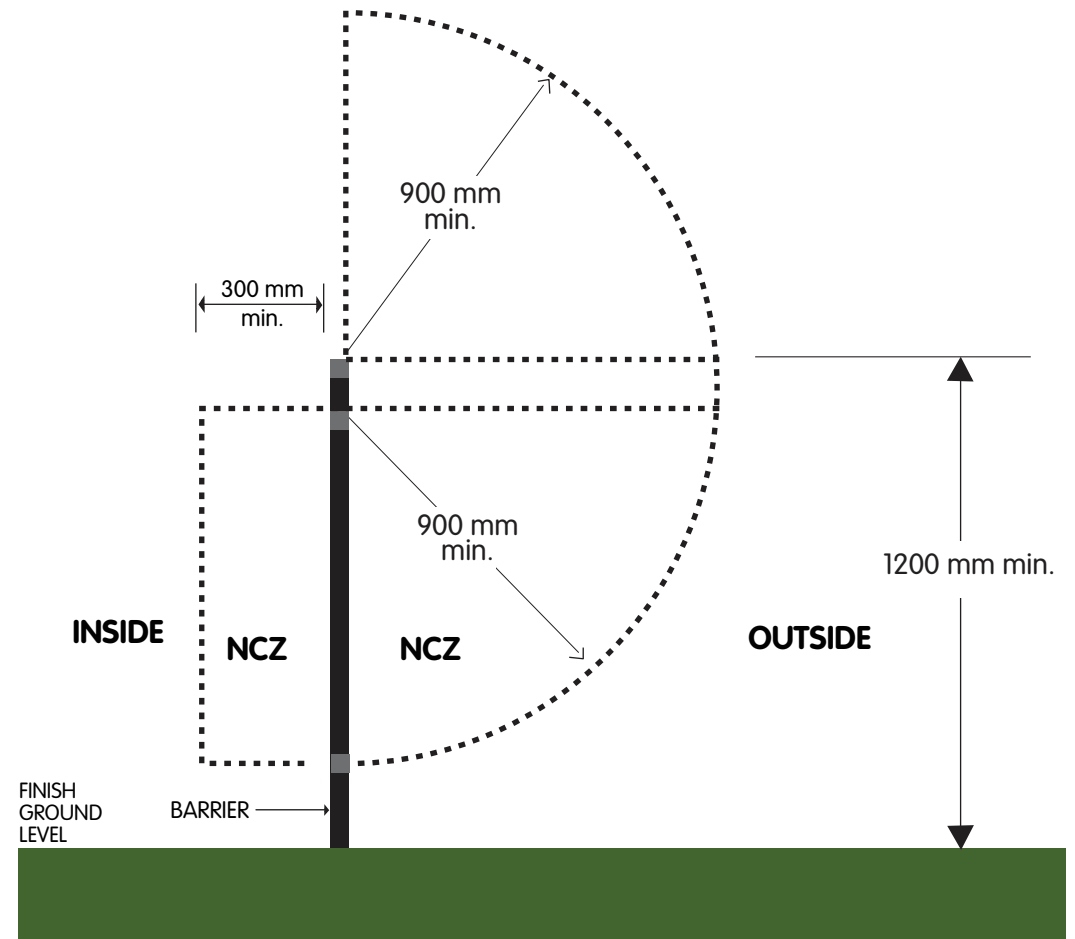 900 mm
min.
300 mm
min.
900 mm
min.
1200 mm min.
INSIDE
NCZ
NCZ
OUTSIDE
FINISH
GROUND
LEVEL
BARRIER